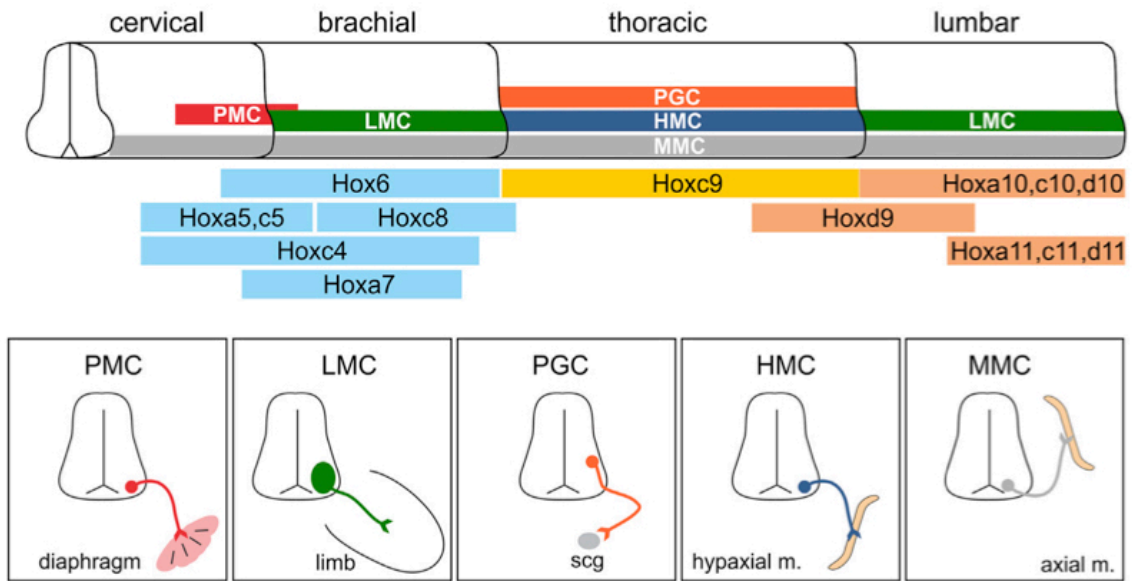 cervical brachial thoracic lumbar
PGC
PMC LMC HMC LMC
MMC
Hox6 Hoxc9 Hoxa10,c10,d10
Hoxa5,c5 Hoxc8 Hoxd9
Hoxc4 Hoxa11,c11,d11
Hoxa7
PMC LMC PGC HMC MMC
diaphragm limb scg hypaxial m. axial m.